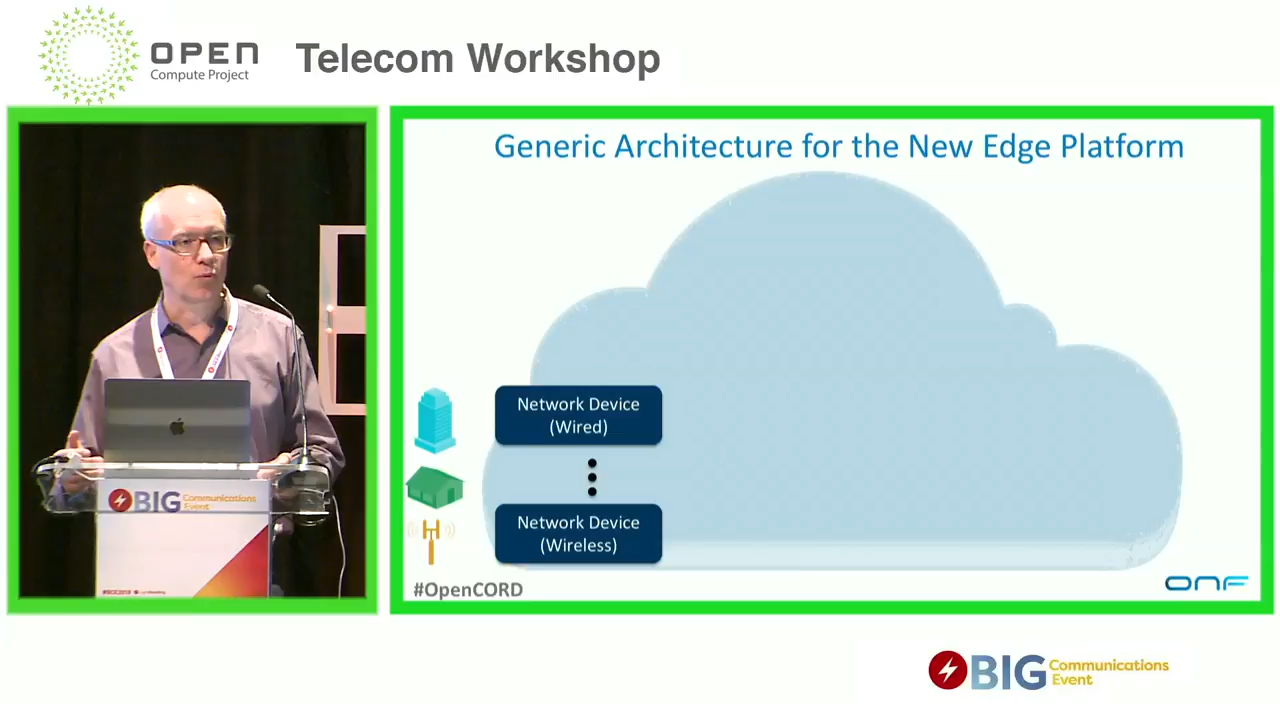 OPEN
Compute Project
Telecom Workshop
Generic Architecture for the New Edge Platform
Network Device
(Wired)
Network Device
(Wireless)
#OpenCORD
ONF
BIG Communications
Event
BIG Communications
Event